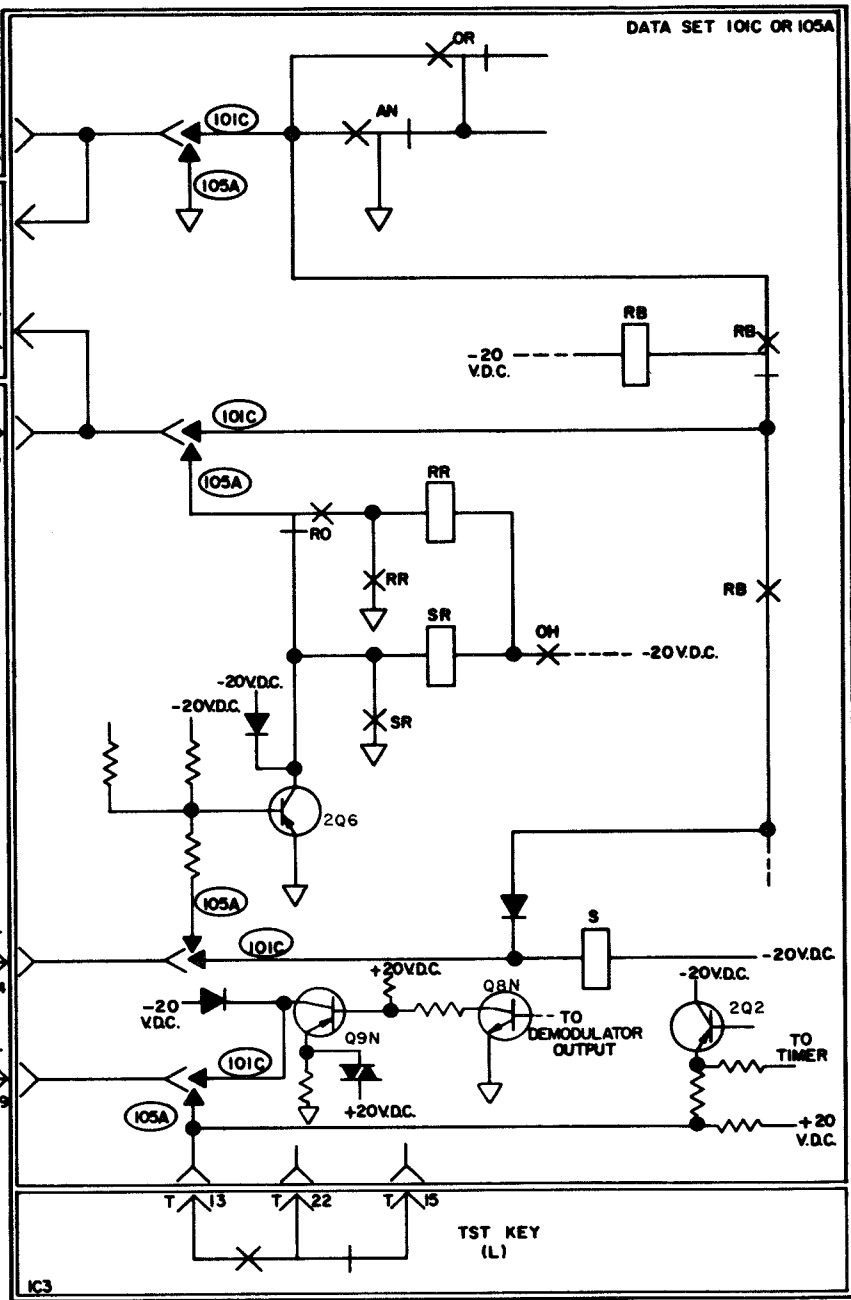 DATA SET 101C OR 105A
OR
101C
AN
105A
RB
RB
-20
V.D.C.
101C
105A
RR
RO
RR
RB
SR
OH
-20V.D.C.
-20V.D.C.
-20V.D.C.
SR
2Q6
105A
101C
S
-20V.D.C.
+20V.D.C.
Q8N
-20V.D.C.
2Q2
-20
V.D.C.
Q9N
TO
DEMODULATOR
OUTPUT
TO
TIMER
101C
+20V.D.C.
105A
+20
V.D.C.
T 13
T 22
T 15
TST KEY
(L)
IC3